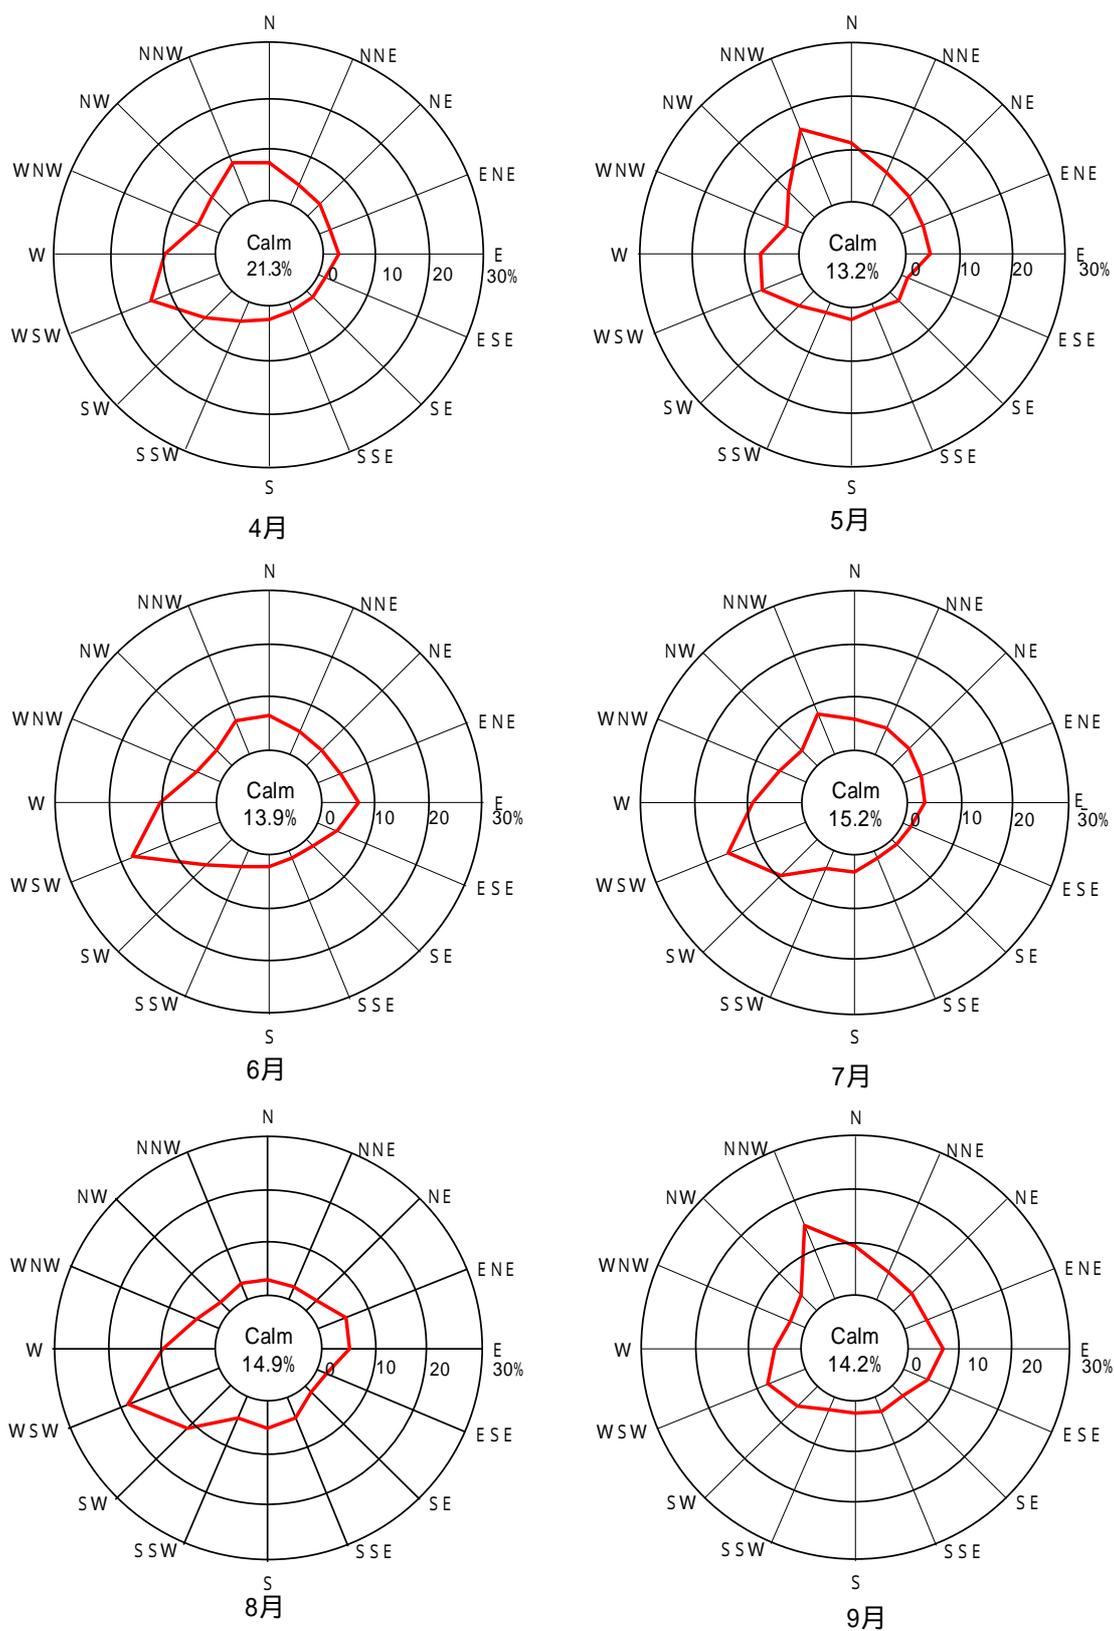 N
NNW NNE
NW NE
WNW ENE
Calm
21.3%
W E
0 10 20 30%
WSW ESE
SW SE
SSW SSE
S
4月
N
NNW NNE
NW NE
WNW ENE
Calm
13.2%
W E
0 10 20 30%
WSW ESE
SW SE
SSW SSE
S
5月
N
NNW NNE
NW NE
WNW ENE
Calm
13.9%
W E
0 10 20 30%
WSW ESE
SW SE
SSW SSE
S
6月
N
NNW NNE
NW NE
WNW ENE
Calm
15.2%
W E
0 10 20 30%
WSW ESE
SW SE
SSW SSE
S
7月
N
NNW NNE
NW NE
WNW ENE
Calm
14.9%
W E
0 10 20 30%
WSW ESE
SW SE
SSW SSE
S
8月
N
NNW NNE
NW NE
WNW ENE
Calm
14.2%
W E
0 10 20 30%
WSW ESE
SW SE
SSW SSE
S
9月